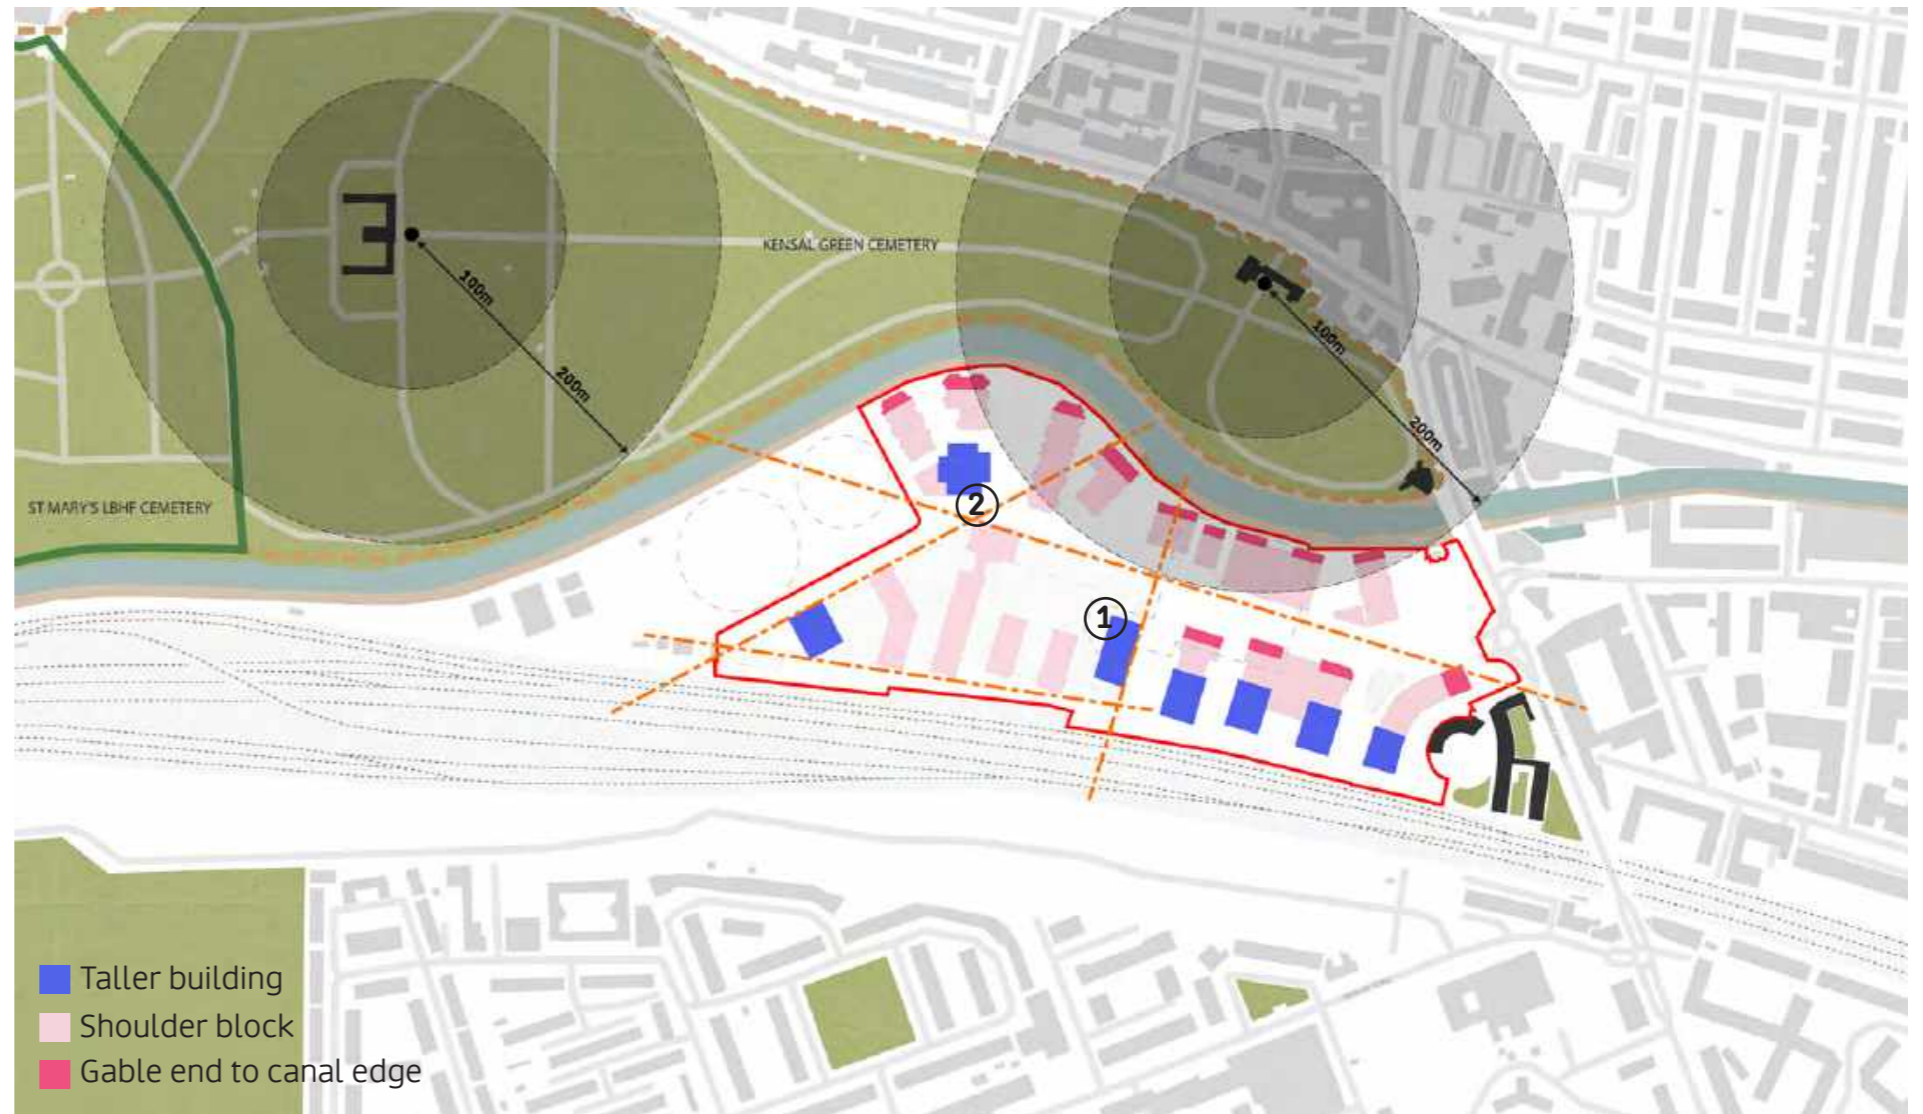 KENSAL GREEN CEMETERY
100m
200m
100m
200m
ST MARY'S LBHF CEMETERY
2
1
Taller building
Shoulder block
Gable end to canal edge